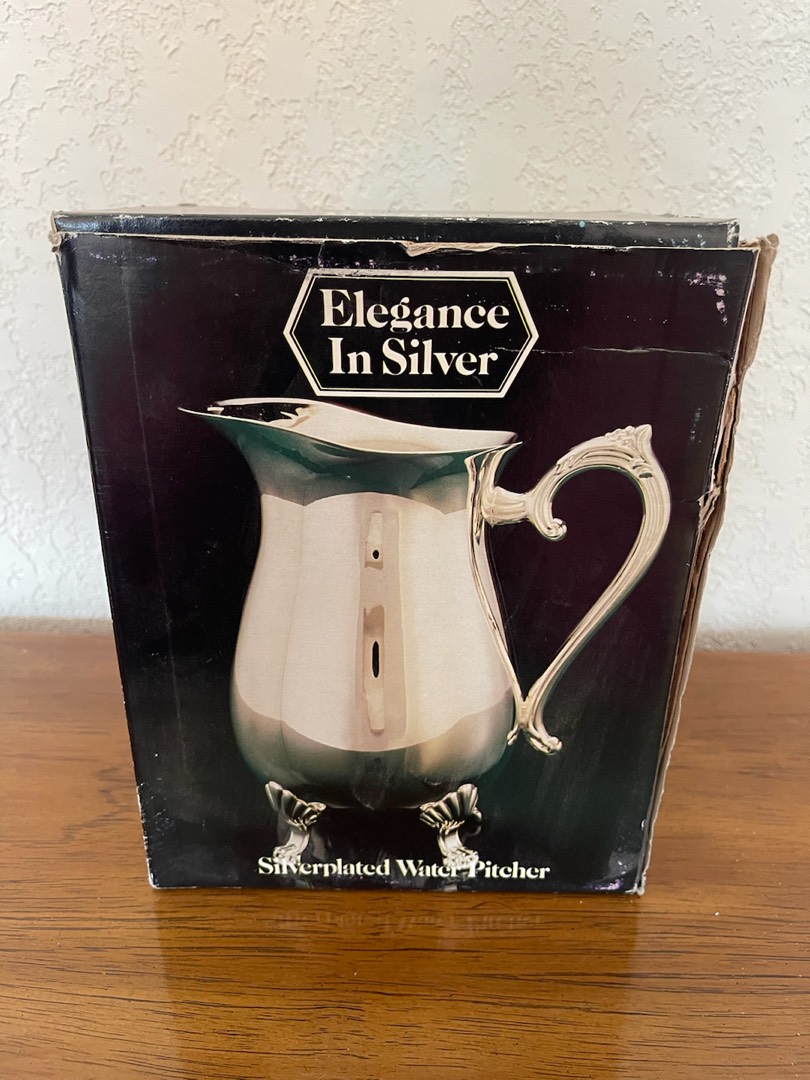 Elegance
In Silver
Silverplated Water Pitcher